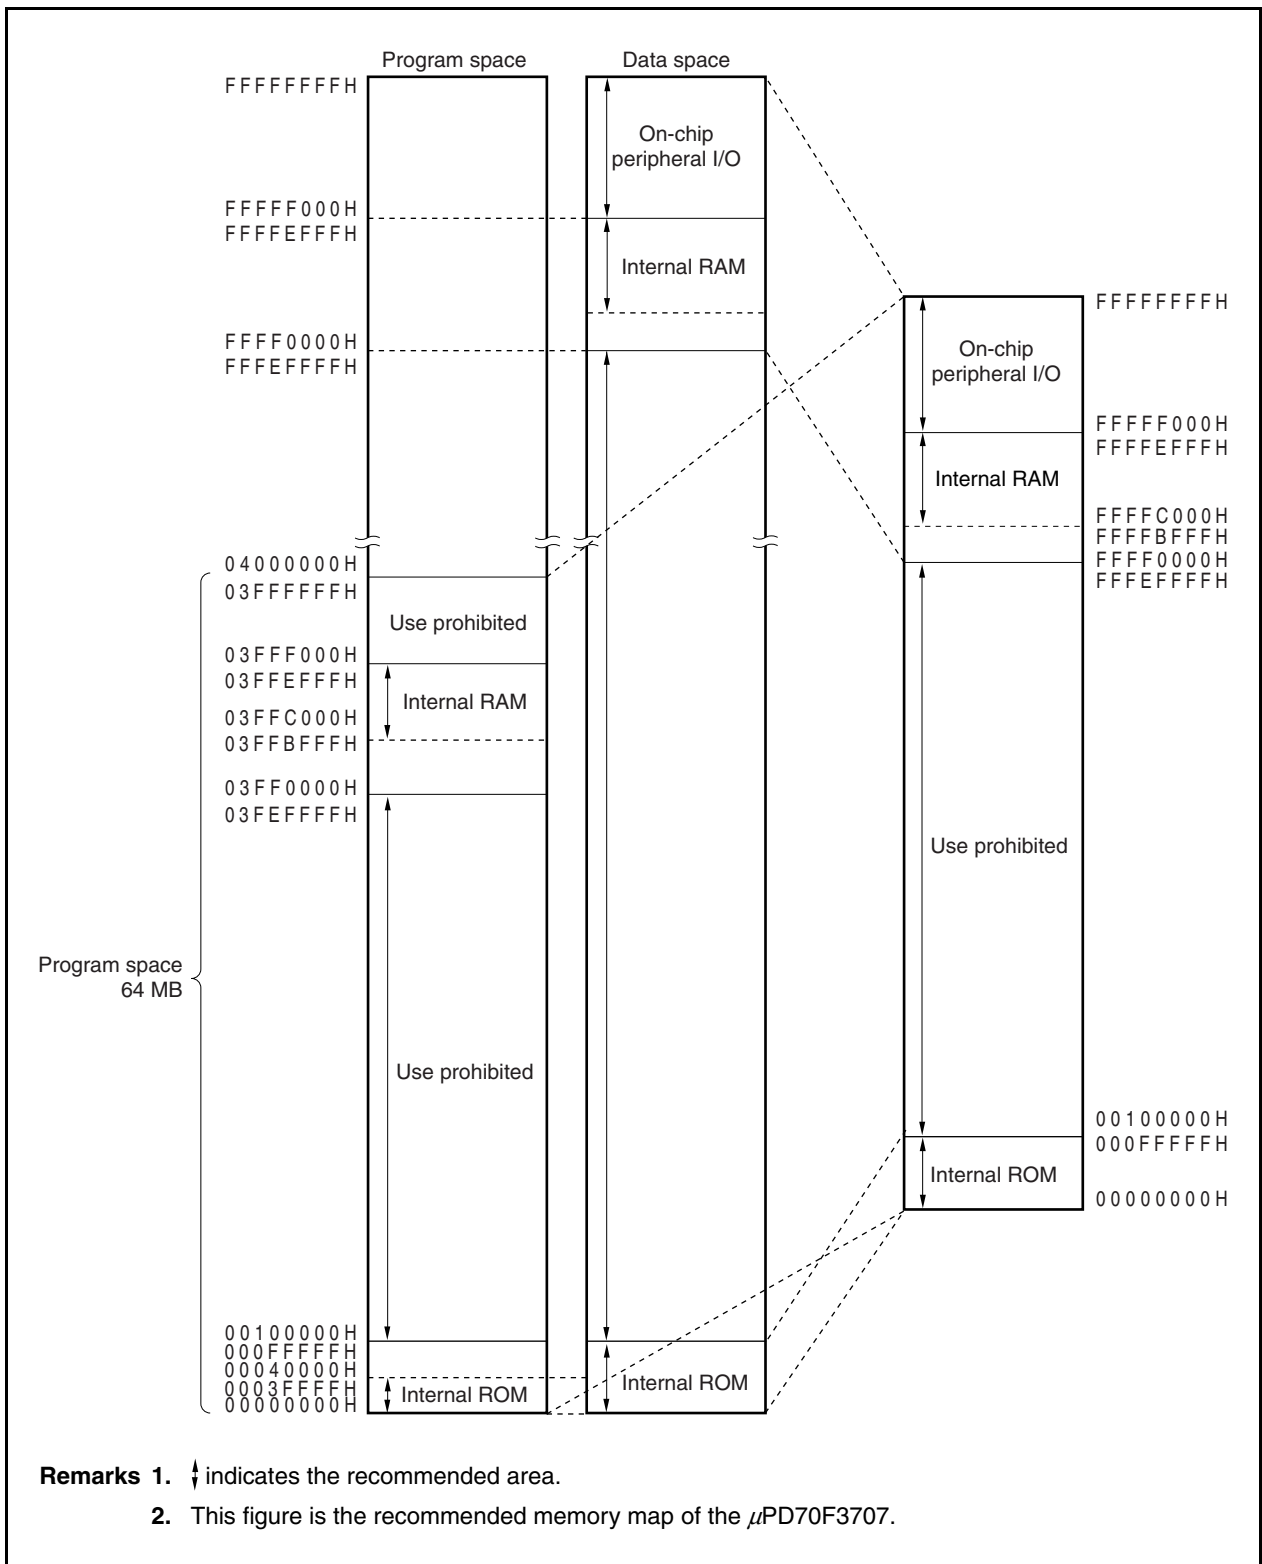 Program space
Data space
FFFFFFFFH
On-chip
peripheral I/O
FFFFF000H
FFFFEFFFH
Internal RAM
FFFF0000H
FFFEFFFFH
04000000H
03FFFFFFH
Use prohibited
03FFF000H
03FFEFFFH
Internal RAM
03FFC000H
03FFBFFFH
03FF0000H
03FEFFFFH
Program space
64 MB
Use prohibited
00100000H
000FFFFFH
00040000H
0003FFFFH
00000000H
Internal ROM
Internal ROM
FFFFFFFFH
On-chip
peripheral I/O
FFFFF000H
FFFFEFFFH
Internal RAM
FFFFC000H
FFFFBFFFH
FFFF0000H
FFFEFFFFH
Use prohibited
00100000H
000FFFFFH
Internal ROM
00000000H
Remarks 1. indicates the recommended area.
2. This figure is the recommended memory map of the μPD70F3707.